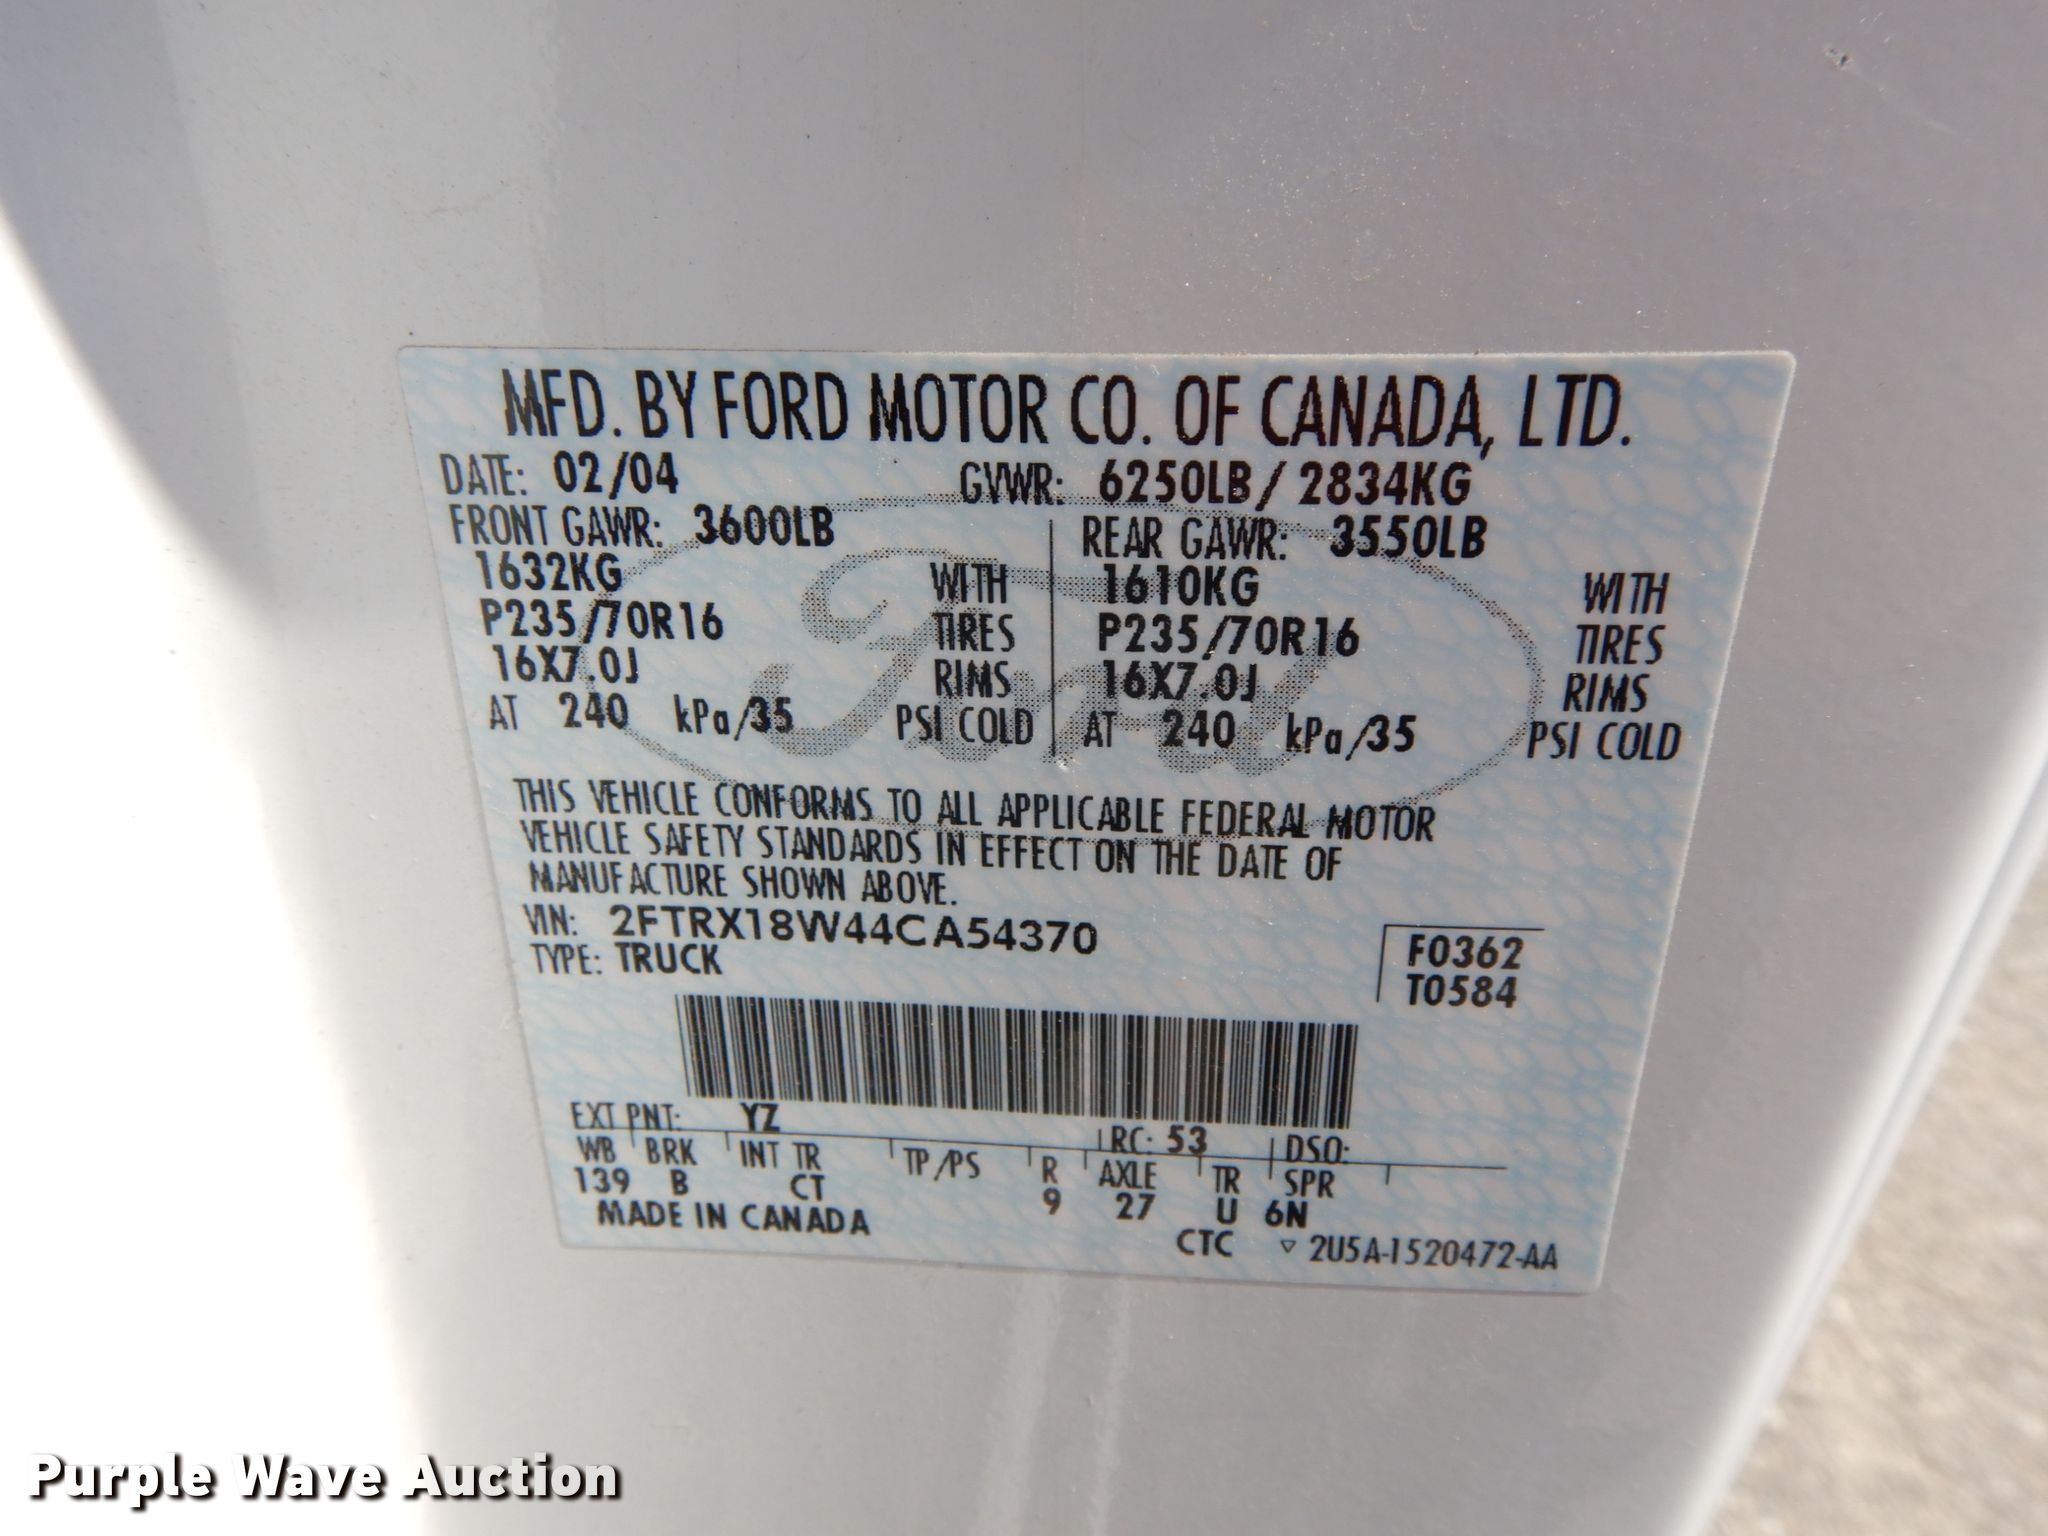 MFD. BY FORD MOTOR CO. OF CANADA, LTD.
DATE: 02/04 GVWR: 6250LB / 2834KG
FRONT GAWR: 3600LB REAR GAWR: 3550LB
1632KG WITH 1610KG WITH
P235/70R16 TIRES P235/70R16 TIRES
16X7.0J RIMS 16X7.0J RIMS
AT 240 kPa/35 PSI COLD AT 240 kPa/35 PSI COLD
Ford
THIS VEHICLE CONFORMS TO ALL APPLICABLE FEDERAL MOTOR
VEHICLE SAFETY STANDARDS IN EFFECT ON THE DATE OF
MANUFACTURE SHOWN ABOVE.
VIN: 2FTRX18W44CA54370 F0362
TYPE: TRUCK T0584
EXT PNT: YZ RC: 53 DSO:
WB BRK INT TR TP/PS R AXLE TR SPR
139 B CT 9 27 U 6N
MADE IN CANADA
CTC ▽ 2U5A-1520472-AA
Purple Wave Auction